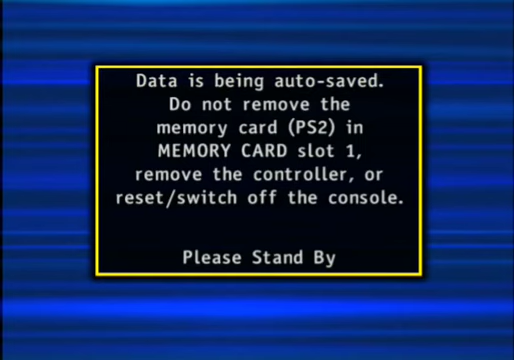 Data is being auto-saved.
Do not remove the
memory card (PS2) in
MEMORY CARD slot 1,
remove the controller, or
reset/switch off the console.
Please Stand By